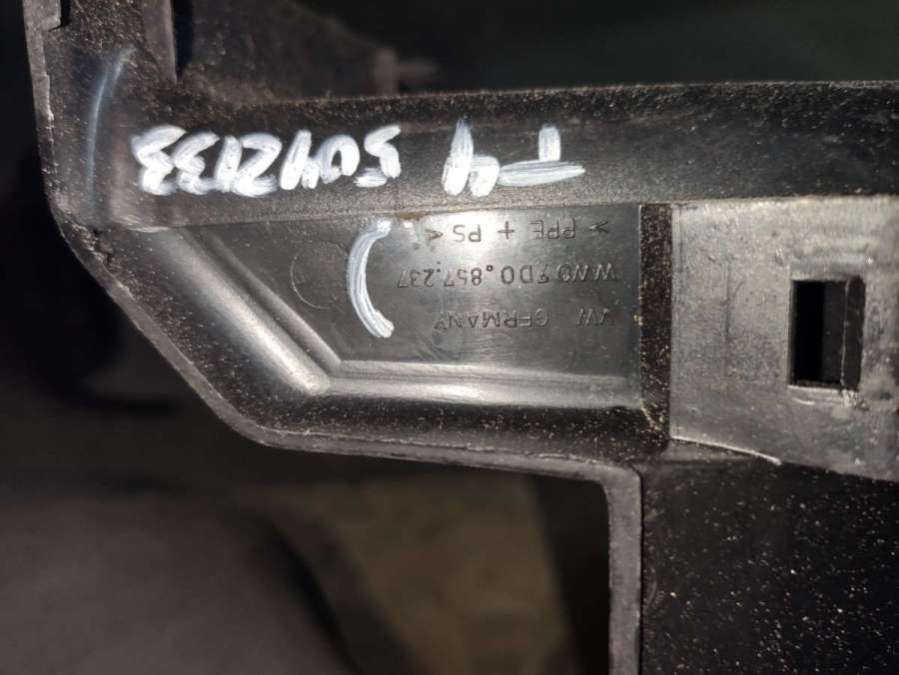 VW GERMANY
7D0.857.237
> PPE + PS <
T4 5042133